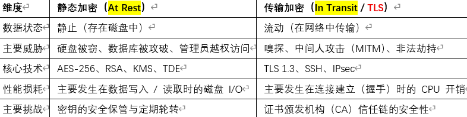 维度 静态加密（At Rest） 传输加密（In Transit / TLS）
数据状态 静止（存在磁盘中） 流动（在网络中传输）
主要威胁 硬盘被窃、数据库被攻破、管理员越权访问 嗅探、中间人攻击（MITM）、非法劫持
核心技术 AES-256、RSA、KMS、TDE TLS 1.3、SSH、IPsec
性能损耗 主要发生在数据写入 / 读取时的磁盘 I/O 主要发生在连接建立（握手）时的 CPU 开销
主要挑战 密钥的安全保管与定期轮转 证书颁发机构（CA）信任链的安全性